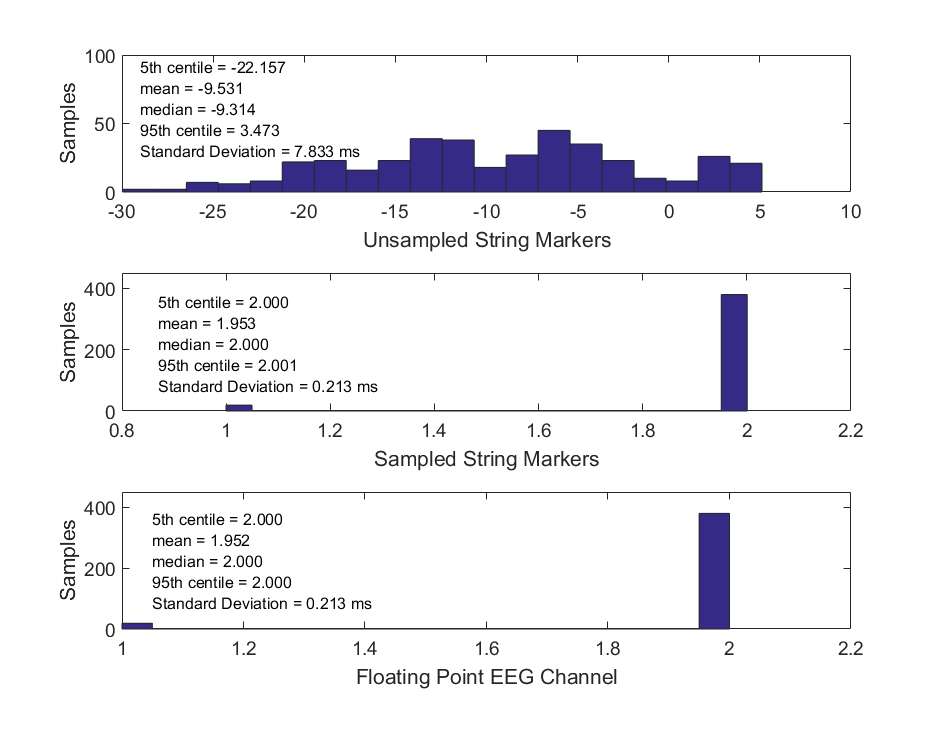 100
5th centile = -22.157
mean = -9.531
median = -9.314
95th centile = 3.473
Standard Deviation = 7.833 ms
50
0
Samples
-30 -25 -20 -15 -10 -5 0 5 10
Unsampled String Markers
400
5th centile = 2.000
mean = 1.953
median = 2.000
95th centile = 2.001
Standard Deviation = 0.213 ms
200
0
Samples
0.8 1 1.2 1.4 1.6 1.8 2 2.2
Sampled String Markers
400
5th centile = 2.000
mean = 1.952
median = 2.000
95th centile = 2.000
Standard Deviation = 0.213 ms
200
0
Samples
1 1.2 1.4 1.6 1.8 2 2.2
Floating Point EEG Channel